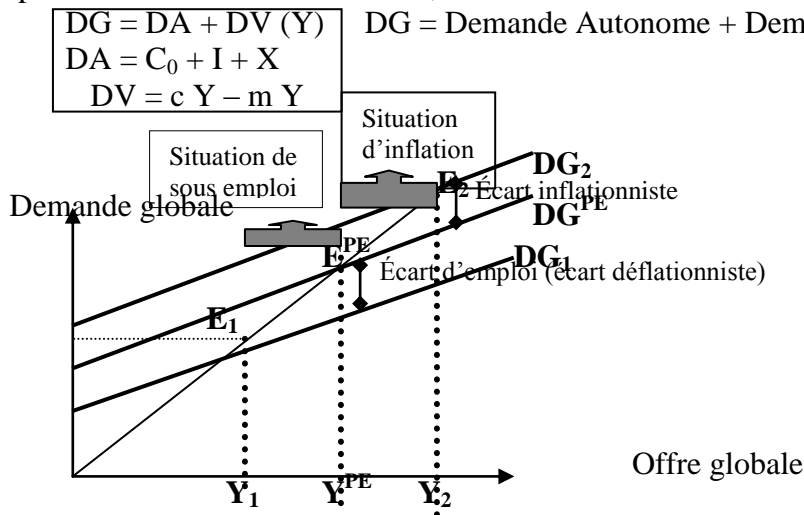 DG = DA + DV (Y) DG = Demande Autonome + Dem
DA = C₀ + I + X
DV = c Y – m Y
Situation
d'inflation
Situation de
sous emploi
DG₂
E₂ Écart inflationniste
Demande globale
DGᴾᴱ
Eᴾᴱ
DG₁
Écart d'emploi (écart déflationniste)
E₁
Offre globale
Y₁ Yᴾᴱ Y₂